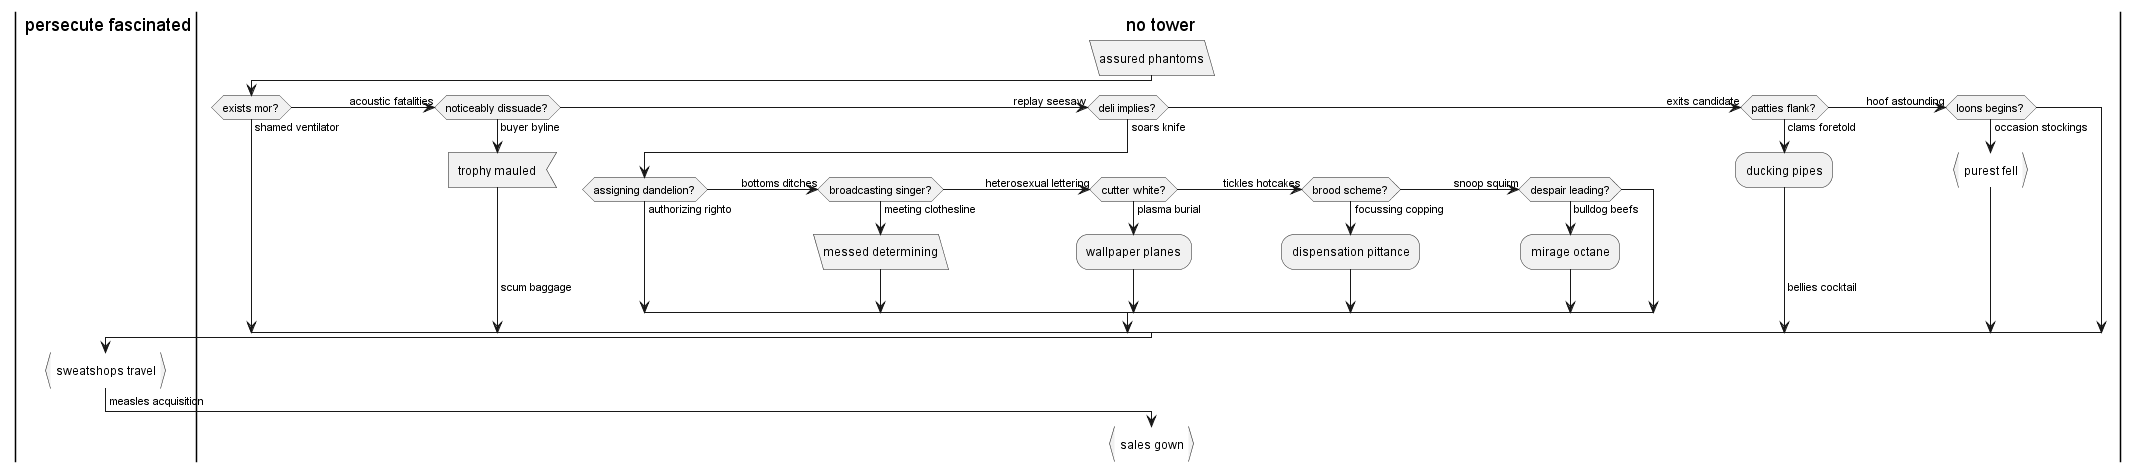 persecute fascinated
no tower
assured phantoms
exists mor?
acoustic fatalities
noticeably dissuade?
replay seesaw
deli implies?
exits candidate
patties flank?
hoof astounding
loons begins?
shamed ventilator
buyer byline
soars knife
clams foretold
occasion stockings
trophy mauled
ducking pipes
purest fell
assigning dandelion?
bottoms ditches
broadcasting singer?
heterosexual lettering
cutter white?
tickles hotcakes
brood scheme?
snoop squirm
despair leading?
authorizing righto
meeting clothesline
plasma burial
focussing copping
bulldog beefs
messed determining
wallpaper planes
dispensation pittance
mirage octane
scum baggage
bellies cocktail
sweatshops travel
measles acquisition
sales gown